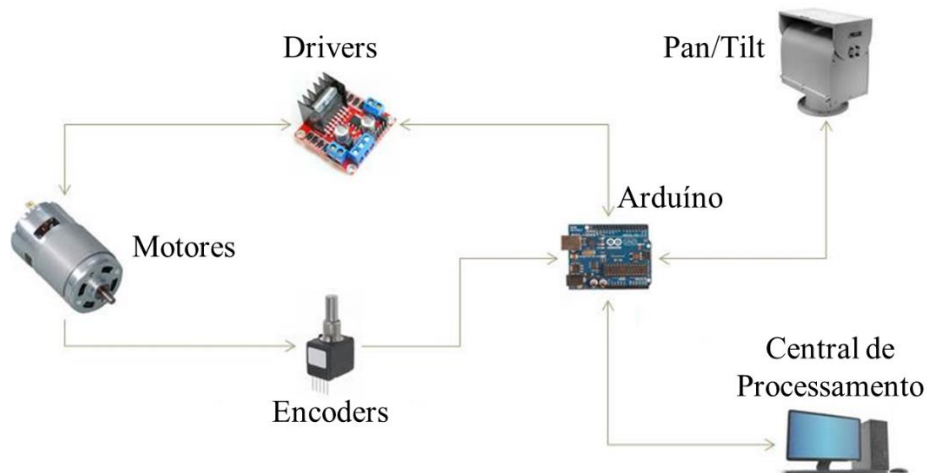 Drivers
Pan/Tilt
Arduíno
Motores
Encoders
Central de
Processamento